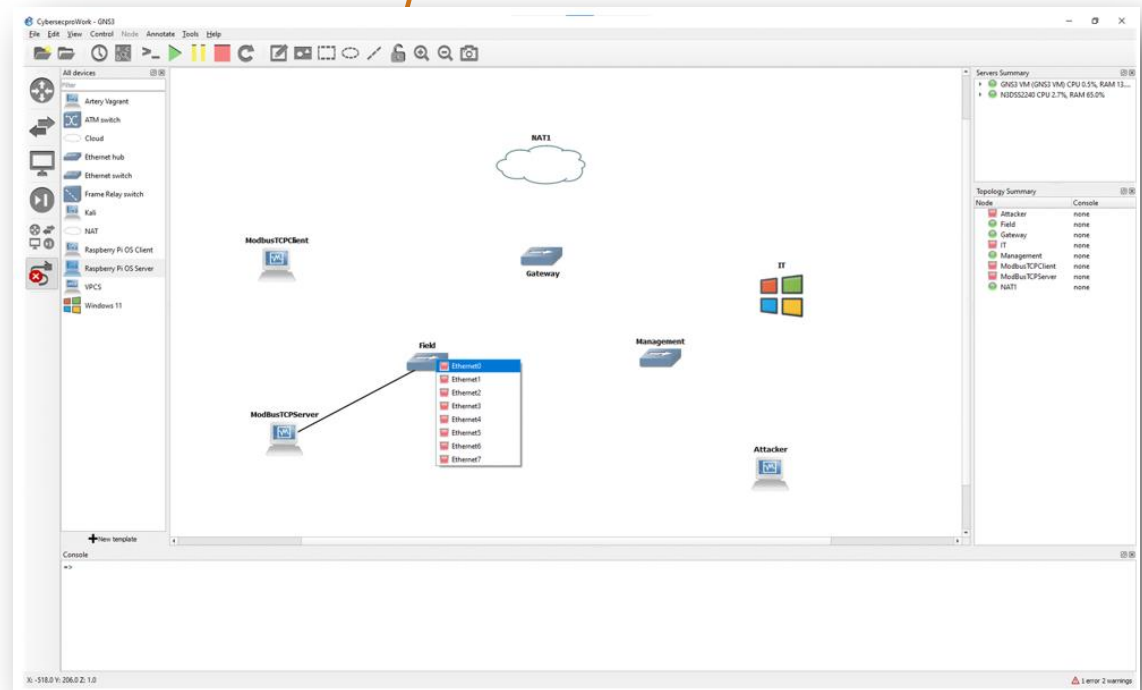 CybersecproWork - GNS3
File Edit View Control Node Annotate Tools Help
All devices
Filter
Artery Vagrant
ATM switch
Cloud
Ethernet hub
Ethernet switch
Frame Relay switch
Kali
NAT
Raspberry Pi OS Client
Raspberry Pi OS Server
VPCS
Windows 11
New template
NAT1
ModbusTCPClient
Gateway
IT
Field
Management
Ethernet0
Ethernet1
Ethernet2
Ethernet3
Ethernet4
Ethernet5
Ethernet6
Ethernet7
ModBusTCPServer
Attacker
Servers Summary
GNS3 VM (GNS3 VM) CPU 0.5%, RAM 13....
N3DSS2240 CPU 2.7%, RAM 65.0%
Topology Summary
Node Console
Attacker none
Field none
Gateway none
IT none
Management none
ModbusTCPClient none
ModBusTCPServer none
NAT1 none
Console
=>
X: -518.0 Y: 206.0 Z: 1.0
1 error 2 warnings